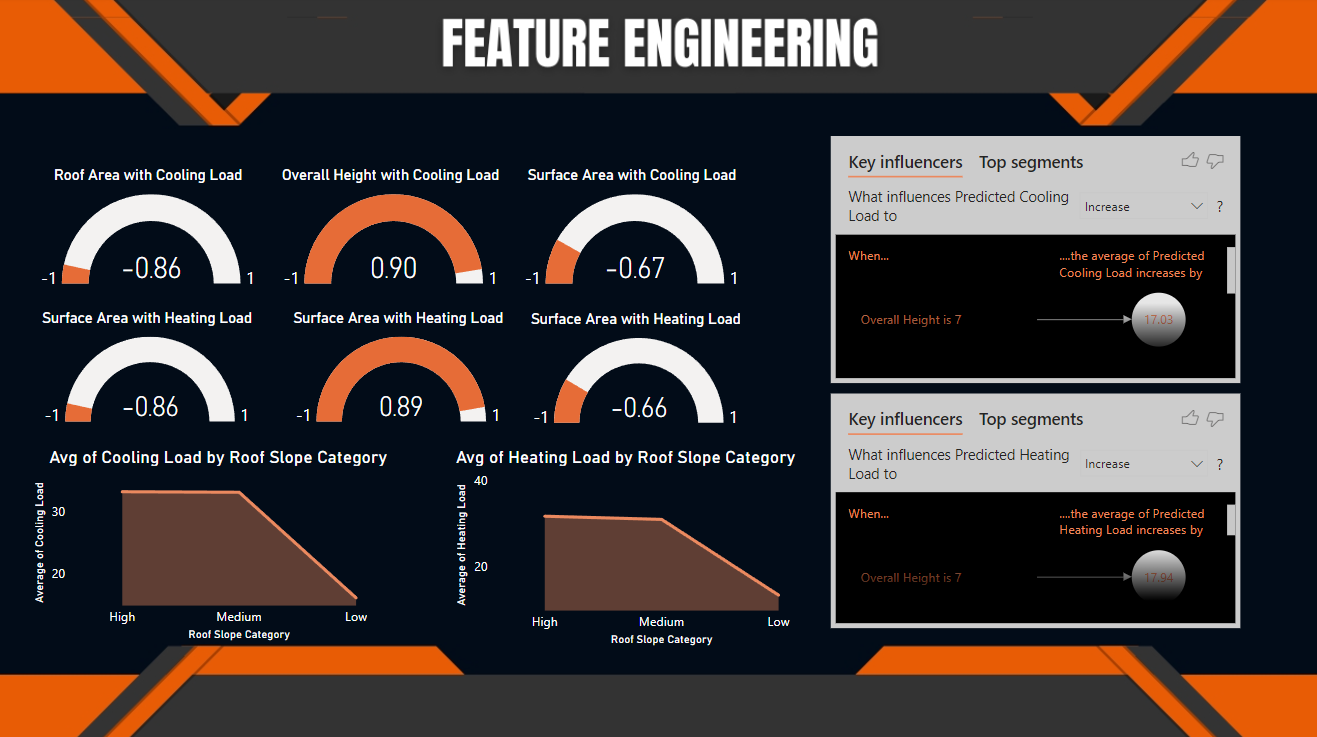 FEATURE ENGINEERING
Roof Area with Cooling Load
-1
-0.86
1
Overall Height with Cooling Load
-1
0.90
1
Surface Area with Cooling Load
-1
-0.67
1
Surface Area with Heating Load
-1
-0.86
1
Surface Area with Heating Load
-1
0.89
1
Surface Area with Heating Load
-1
-0.66
1
Avg of Cooling Load by Roof Slope Category
Average of Cooling Load
30
20
High
Medium
Low
Roof Slope Category
Avg of Heating Load by Roof Slope Category
Average of Heating Load
40
20
High
Medium
Low
Roof Slope Category
Key influencers
Top segments
What influences Predicted Cooling
Load to
Increase
?
When...
....the average of Predicted
Cooling Load increases by
Overall Height is 7
17.03
Key influencers
Top segments
What influences Predicted Heating
Load to
Increase
?
When...
....the average of Predicted
Heating Load increases by
Overall Height is 7
17.94